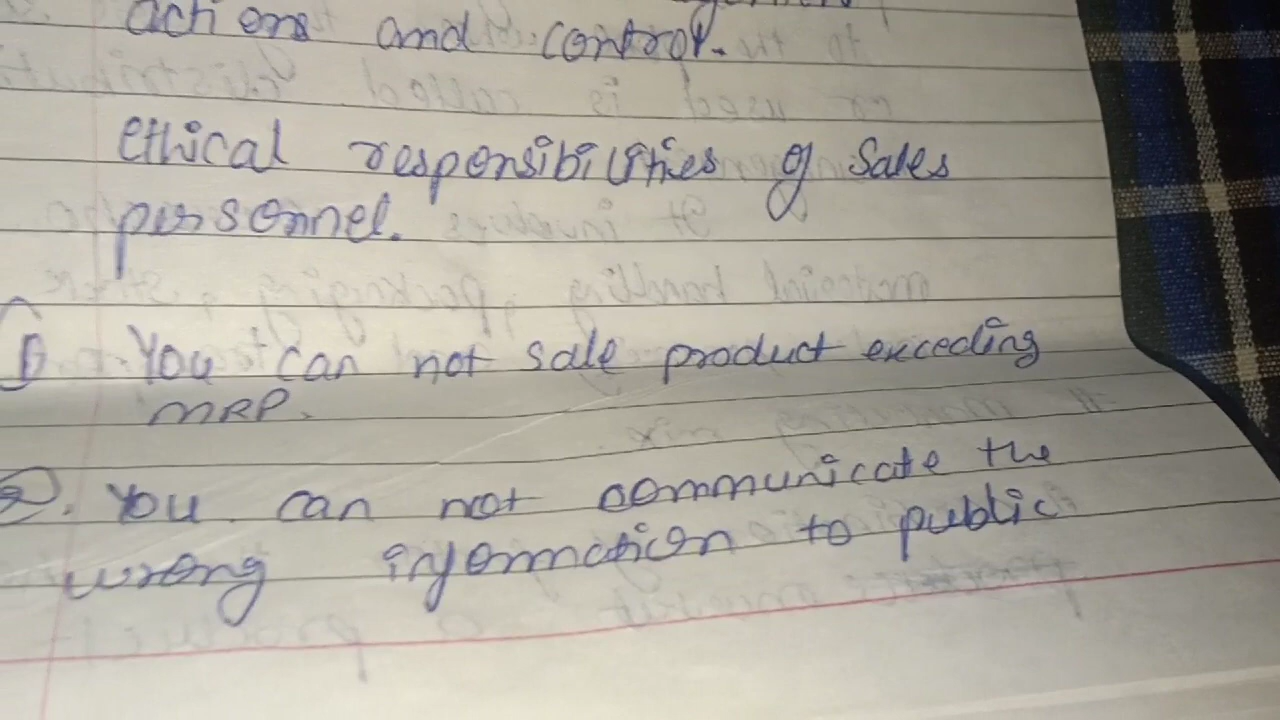 actions and control.
ethical responsibilities of Sales
personnel.
① You can not sale product exceeding
MRP.
②. You can not communicate the
wrong information to public